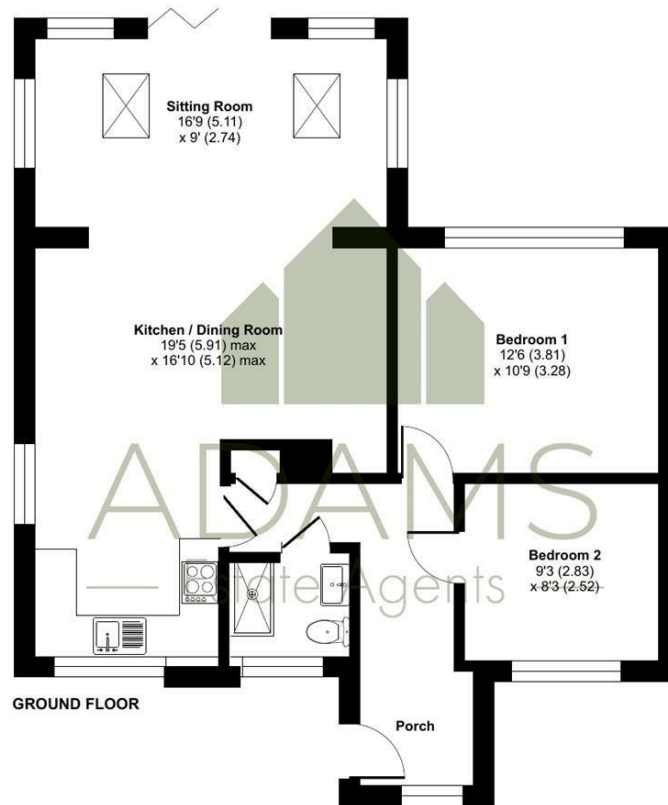 Sitting Room
16'9 (5.11)
x 9' (2.74)
Kitchen / Dining Room
19'5 (5.91) max
x 16'10 (5.12) max
Bedroom 1
12'6 (3.81)
x 10'9 (3.28)
ADAMS
Estate Agents
Bedroom 2
9'3 (2.83)
x 8'3 (2.52)
GROUND FLOOR
Porch